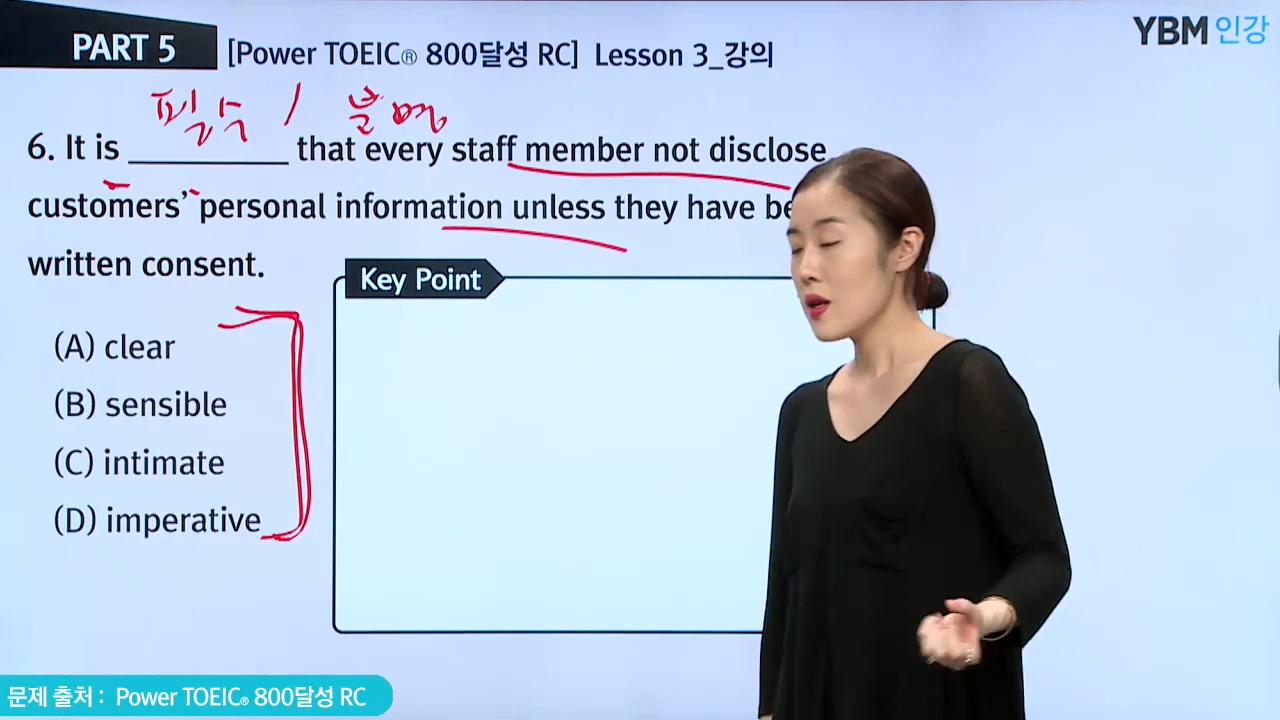 PART 5
[Power TOEIC® 800달성 RC] Lesson 3_강의
YBM 인강
필수 / 분명
6. It is __________ that every staff member not disclose
customers' personal information unless they have be
written consent.
Key Point
(A) clear
(B) sensible
(C) intimate
(D) imperative
문제 출처 : Power TOEIC® 800달성 RC